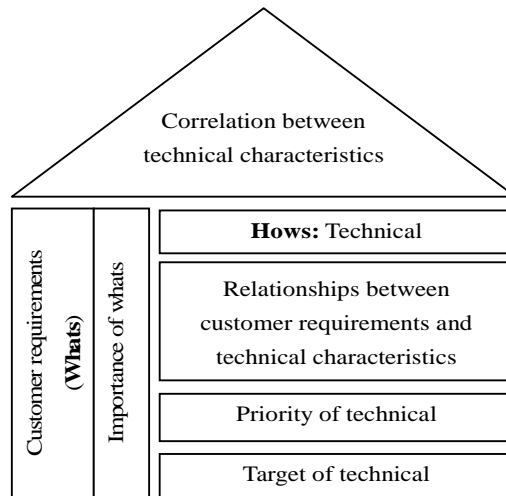 Correlation between
technical characteristics
Customer requirements
(Whats)
Importance of whats
Hows: Technical
Relationships between
customer requirements and
technical characteristics
Priority of technical
Target of technical